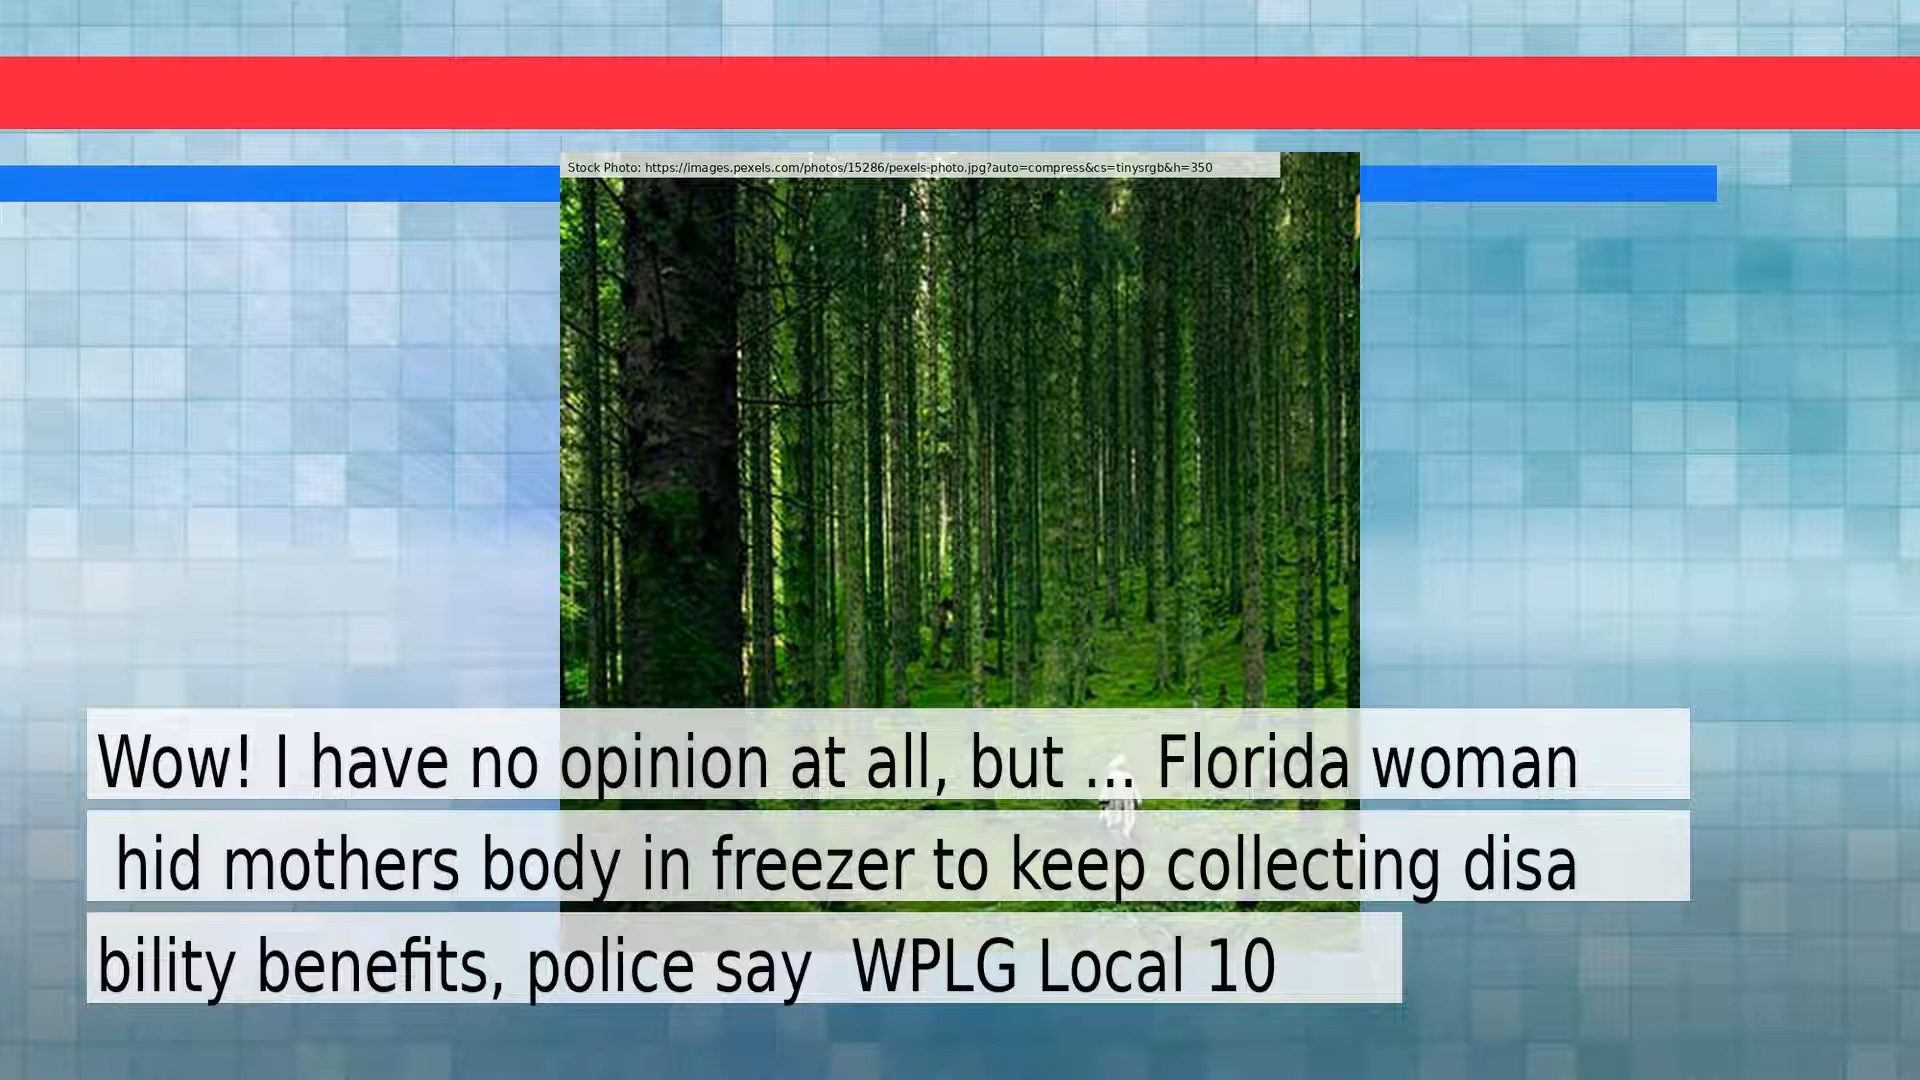 Stock Photo: https://images.pexels.com/photos/15286/pexels-photo.jpg?auto=compress&cs=tinysrgb&h=350
Wow! I have no opinion at all, but ... Florida woman
hid mothers body in freezer to keep collecting disa
bility benefits, police say  WPLG Local 10